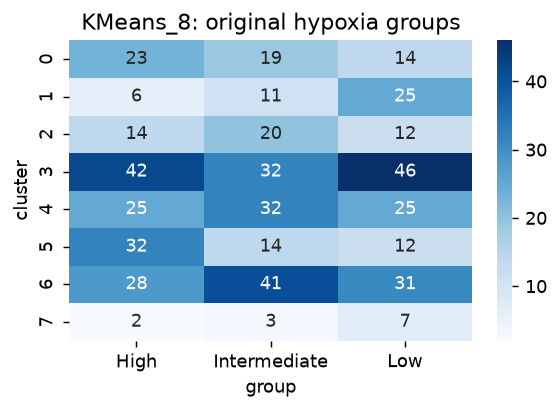 KMeans_8: original hypoxia groups
cluster
0 23 19 14
1 6 11 25
2 14 20 12
3 42 32 46
4 25 32 25
5 32 14 12
6 28 41 31
7 2 3 7
High Intermediate Low
group
40
30
20
10